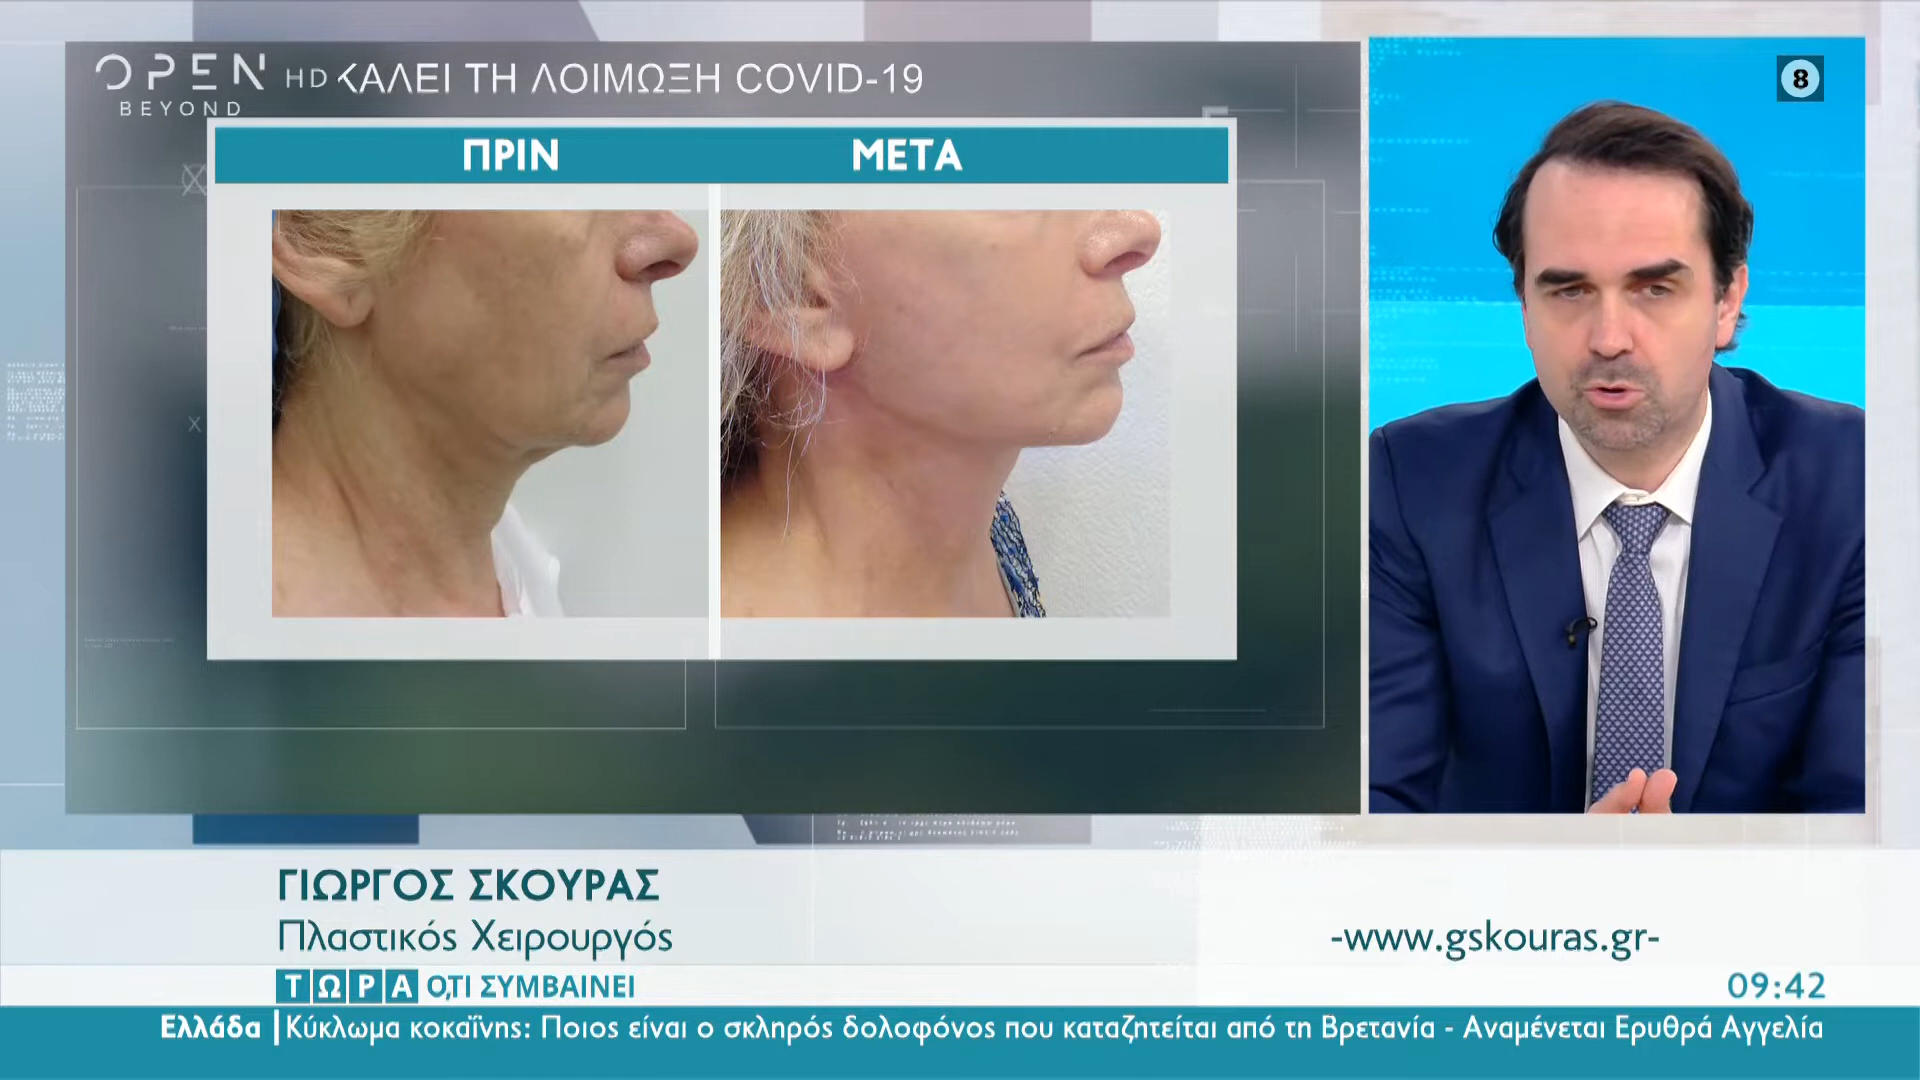 OPEN HD ΚΑΛΕΙ ΤΗ ΛΟΙΜΩΞΗ COVID-19
BEYOND
8
ΠΡΙΝ ΜΕΤΑ
ΓΙΩΡΓΟΣ ΣΚΟΥΡΑΣ
Πλαστικός Χειρουργός
-www.gskouras.gr-
ΤΩΡΑ Ο,ΤΙ ΣΥΜΒΑΙΝΕΙ
09:42
Ελλάδα | Κύκλωμα κοκαΐνης: Ποιος είναι ο σκληρός δολοφόνος που καταζητείται από τη Βρετανία - Αναμένεται Ερυθρά Αγγελία